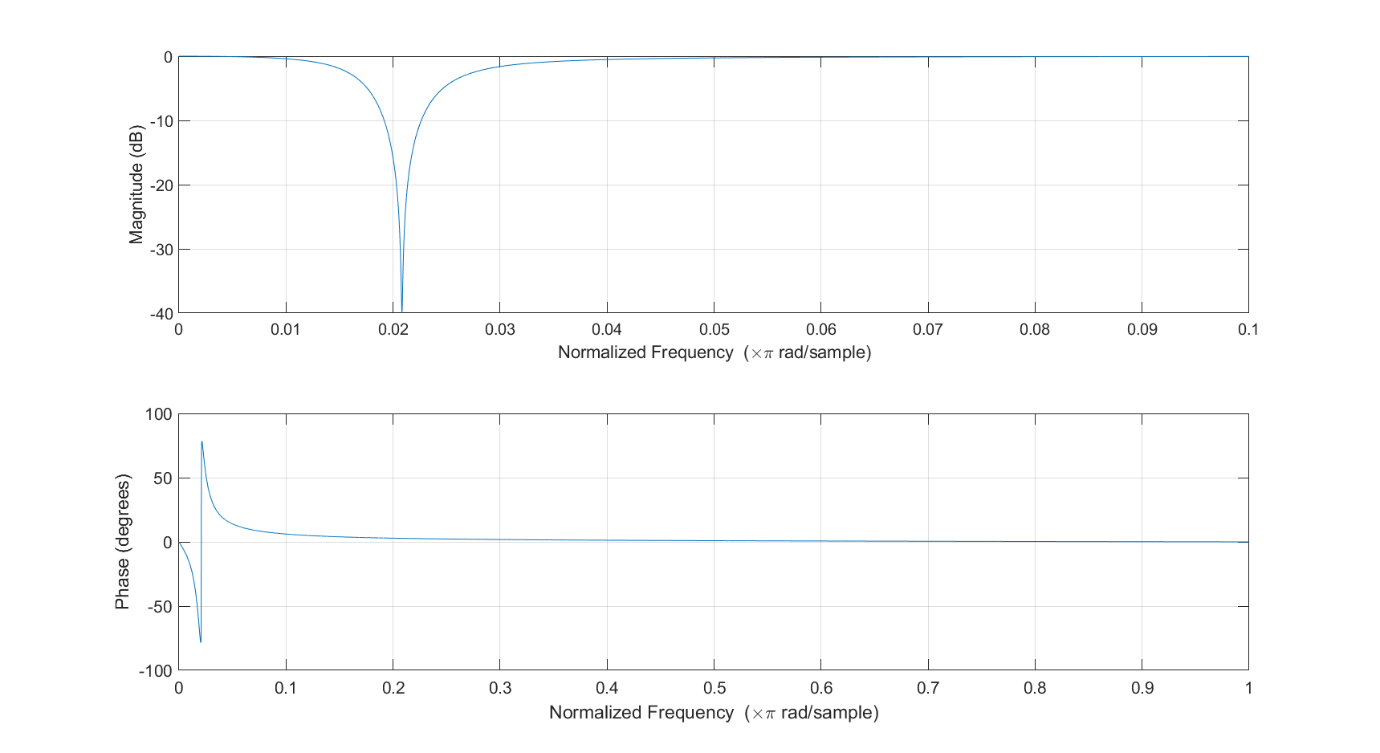 0
-10
-20
-30
-40
Magnitude (dB)
0 0.01 0.02 0.03 0.04 0.05 0.06 0.07 0.08 0.09 0.1
Normalized Frequency (×π rad/sample)
100
50
0
-50
-100
Phase (degrees)
0 0.1 0.2 0.3 0.4 0.5 0.6 0.7 0.8 0.9 1
Normalized Frequency (×π rad/sample)